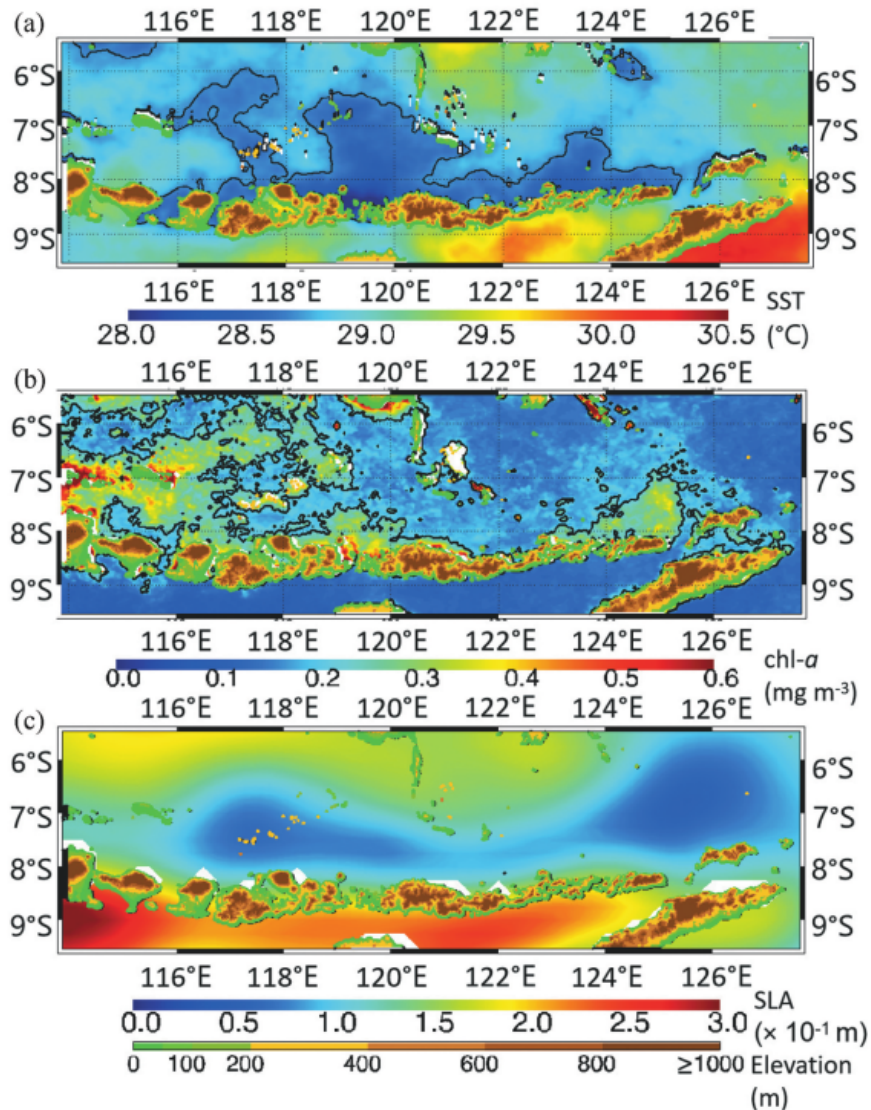 (a)
116°E 118°E 120°E 122°E 124°E 126°E
6°S 6°S
7°S 7°S
8°S 8°S
9°S 9°S
116°E 118°E 120°E 122°E 124°E 126°E
SST
28.0 28.5 29.0 29.5 30.0 30.5 (°C)
(b)
116°E 118°E 120°E 122°E 124°E 126°E
6°S 6°S
7°S 7°S
8°S 8°S
9°S 9°S
116°E 118°E 120°E 122°E 124°E 126°E
chl-a
0.0 0.1 0.2 0.3 0.4 0.5 0.6 (mg m⁻³)
(c)
116°E 118°E 120°E 122°E 124°E 126°E
6°S 6°S
7°S 7°S
8°S 8°S
9°S 9°S
116°E 118°E 120°E 122°E 124°E 126°E
SLA
0.0 0.5 1.0 1.5 2.0 2.5 3.0 (× 10⁻¹ m)
0 100 200 400 600 800 ≥1000 Elevation
(m)